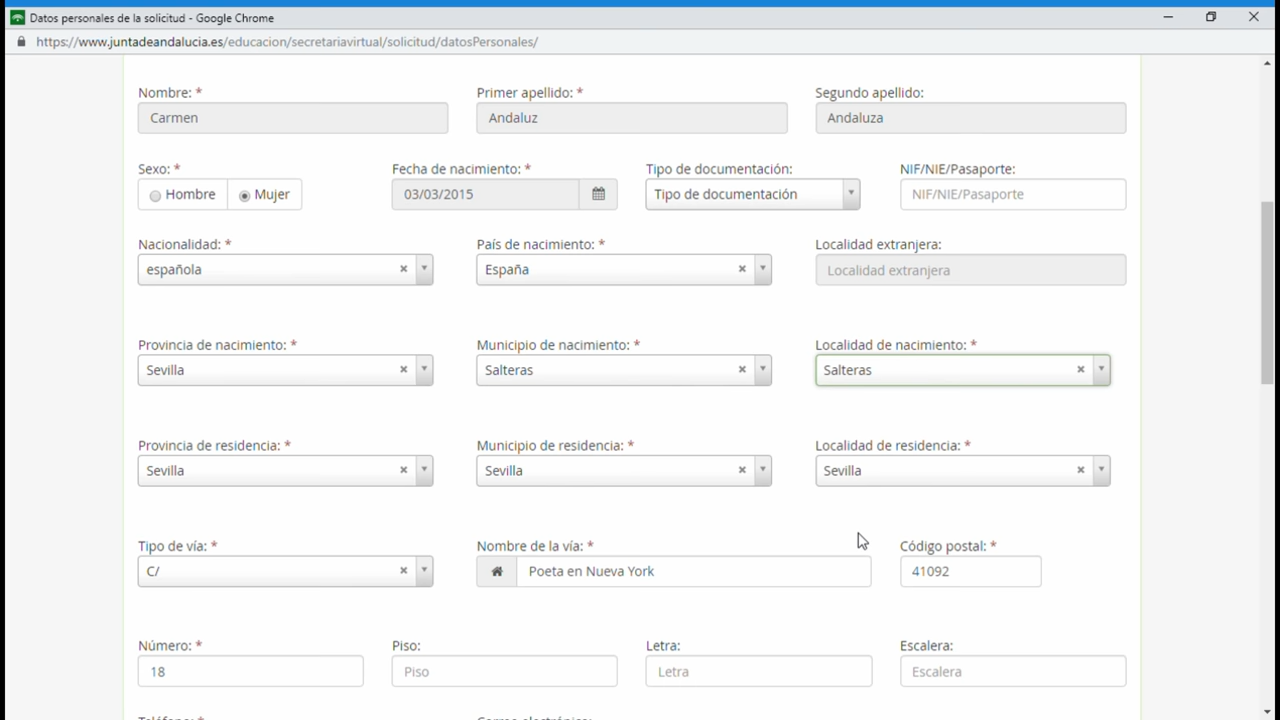 Datos personales de la solicitud - Google Chrome
https://www.juntadeandalucia.es/educacion/secretariavirtual/solicitud/datosPersonales/
Nombre: * Primer apellido: * Segundo apellido:
Carmen Andaluz Andaluza
Sexo: * Fecha de nacimiento: * Tipo de documentación: NIF/NIE/Pasaporte:
Hombre Mujer 03/03/2015 Tipo de documentación NIF/NIE/Pasaporte
Nacionalidad: * País de nacimiento: * Localidad extranjera:
española España Localidad extranjera
Provincia de nacimiento: * Municipio de nacimiento: * Localidad de nacimiento: *
Sevilla Salteras Salteras
Provincia de residencia: * Municipio de residencia: * Localidad de residencia: *
Sevilla Sevilla Sevilla
Tipo de vía: * Nombre de la vía: * Código postal: *
C/ Poeta en Nueva York 41092
Número: * Piso: Letra: Escalera:
18 Piso Letra Escalera
Teléfono: * Correo electrónico: